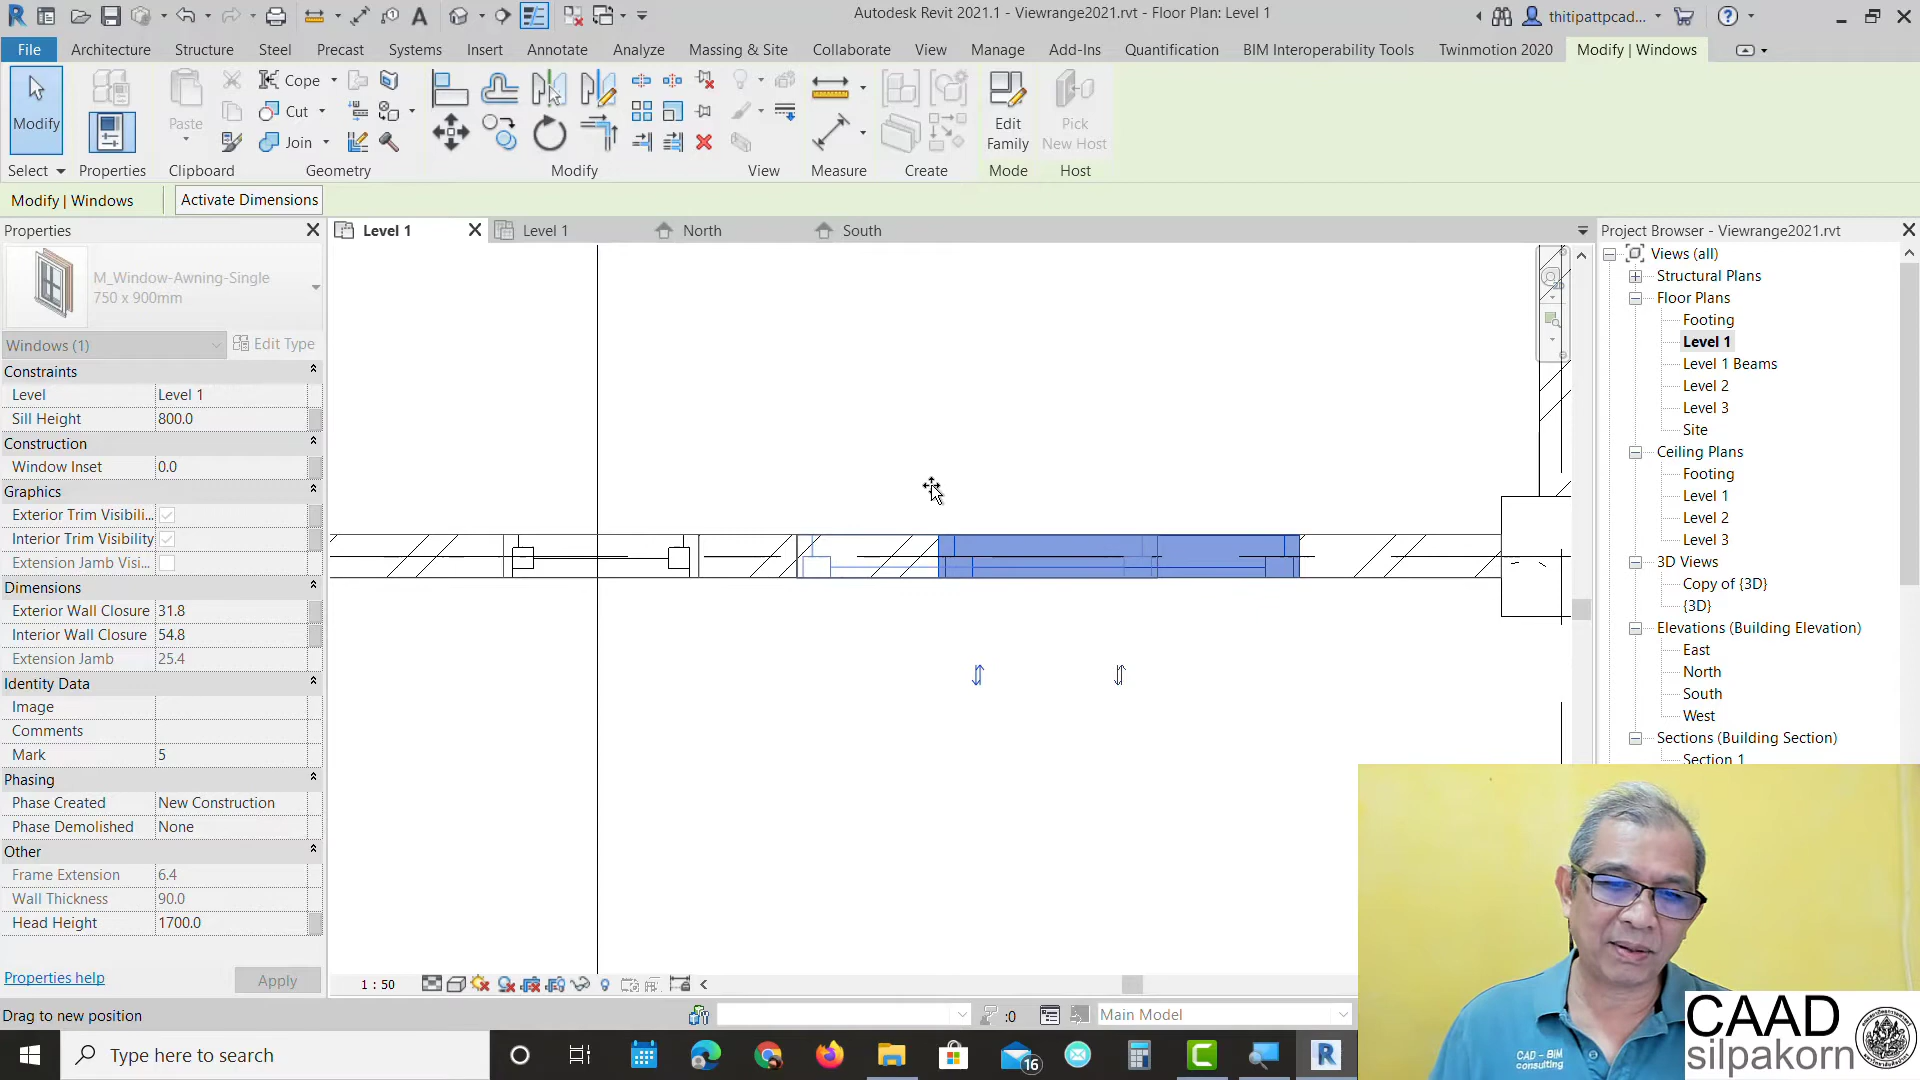 Autodesk Revit 2021.1 - Viewrange2021.rvt - Floor Plan: Level 1
thitipattpcad...
File Architecture Structure Steel Precast Systems Insert Annotate Analyze Massing & Site Collaborate View Manage Add-Ins Quantification BIM Interoperability Tools Twinmotion 2020 Modify | Windows
Modify
Paste
Cope
Cut
Join
Edit Family
Pick New Host
Select Properties Clipboard Geometry Modify View Measure Create Mode Host
Modify | Windows Activate Dimensions
Properties
Level 1 Level 1 North South
Project Browser - Viewrange2021.rvt
M_Window-Awning-Single
750 x 900mm
Windows (1) Edit Type
Constraints
Level Level 1
Sill Height 800.0
Construction
Window Inset 0.0
Graphics
Exterior Trim Visibili...
Interior Trim Visibility
Extension Jamb Visi...
Dimensions
Exterior Wall Closure 31.8
Interior Wall Closure 54.8
Extension Jamb 25.4
Identity Data
Image
Comments
Mark 5
Phasing
Phase Created New Construction
Phase Demolished None
Other
Frame Extension 6.4
Wall Thickness 90.0
Head Height 1700.0
Properties help Apply
Views (all)
Structural Plans
Floor Plans
Footing
Level 1
Level 1 Beams
Level 2
Level 3
Site
Ceiling Plans
Footing
Level 1
Level 2
Level 3
3D Views
Copy of {3D}
{3D}
Elevations (Building Elevation)
East
North
South
West
Sections (Building Section)
Section 1
1 : 50
Drag to new position
:0 Main Model
Type here to search
16
CAD - BIM
consulting
CAAD
silpakorn